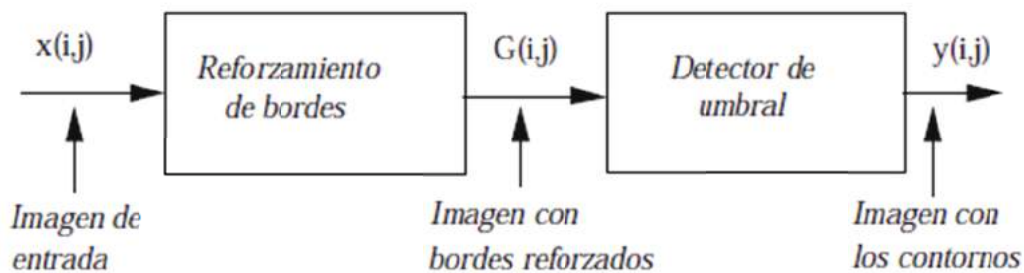 x(i,j)
Reforzamiento
de bordes
G(i,j)
Detector de
umbral
y(i,j)
Imagen de
entrada
Imagen con
bordes reforzados
Imagen con
los contornos